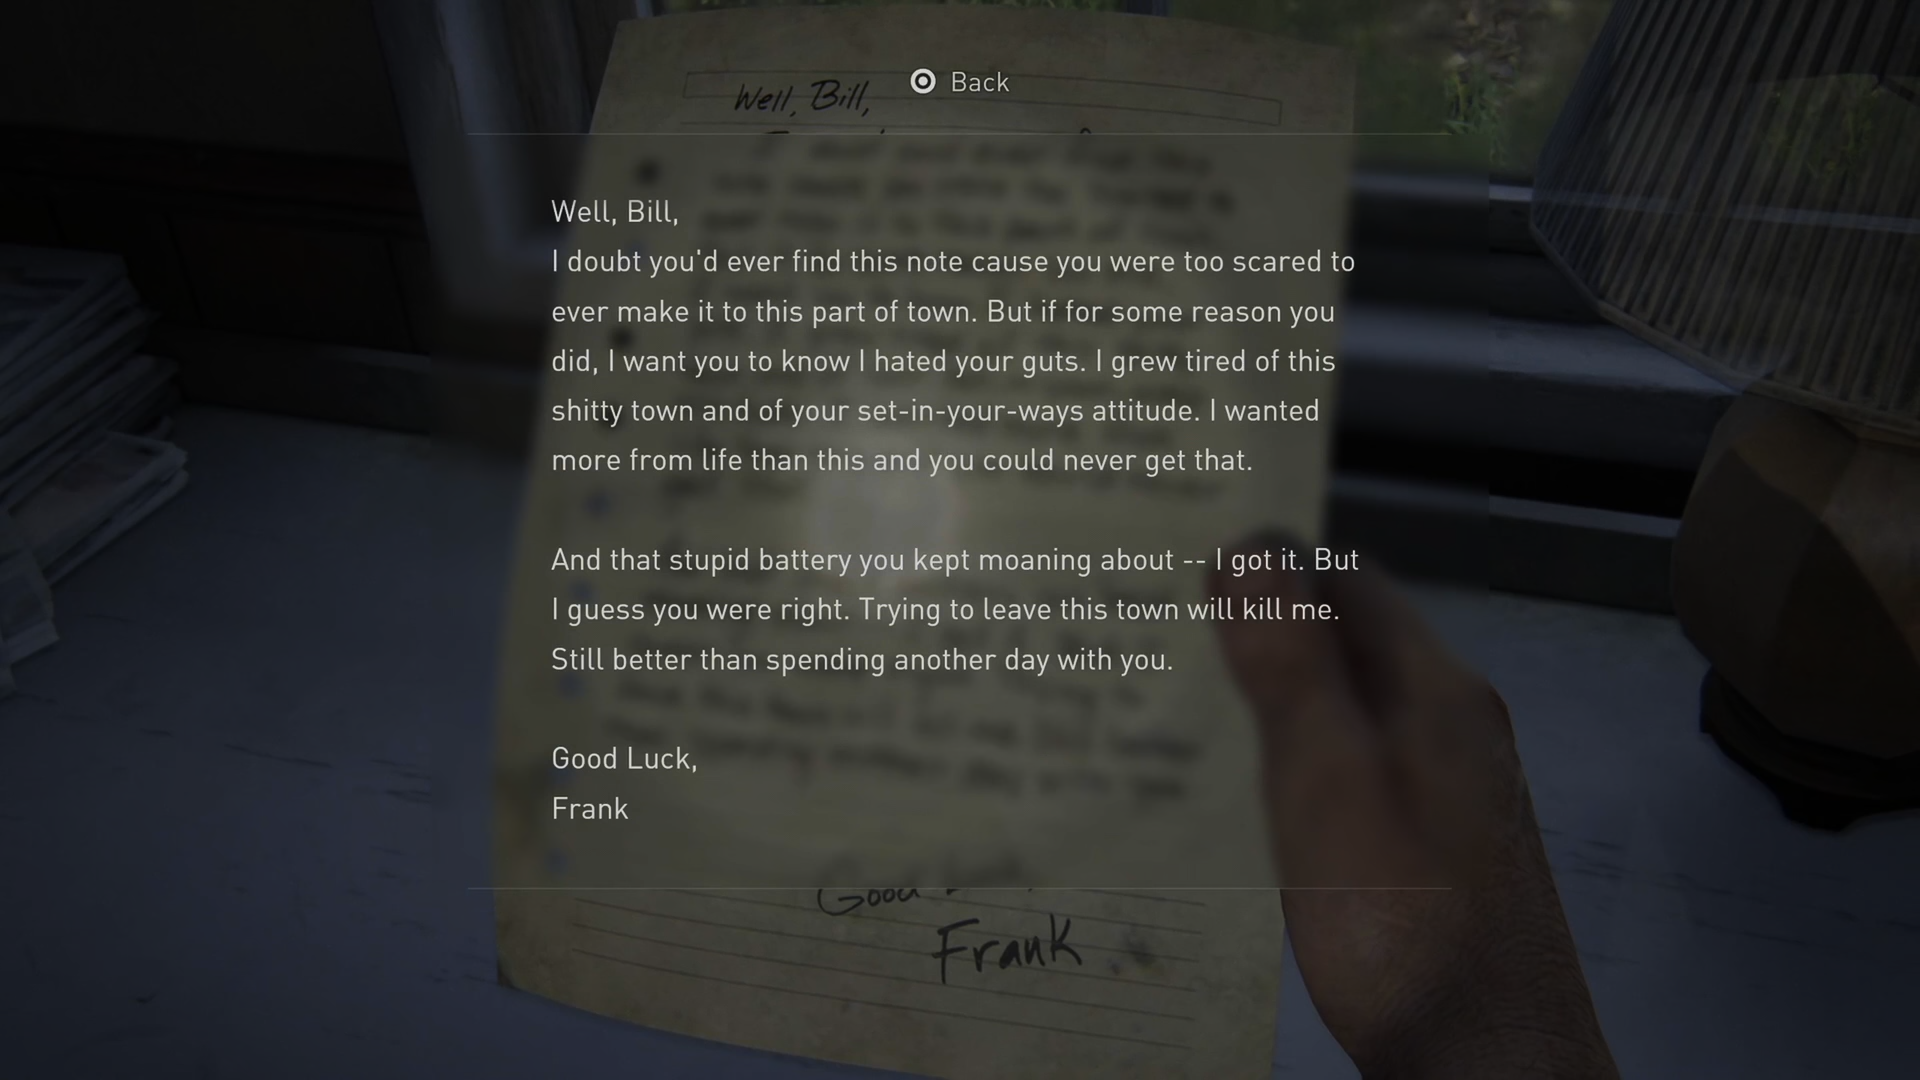 Well, Bill,
Back
Well, Bill,
I doubt you'd ever find this note cause you were too scared to
ever make it to this part of town. But if for some reason you
did, I want you to know I hated your guts. I grew tired of this
shitty town and of your set-in-your-ways attitude. I wanted
more from life than this and you could never get that.
And that stupid battery you kept moaning about -- I got it. But
I guess you were right. Trying to leave this town will kill me.
Still better than spending another day with you.
Good Luck,
Frank
Good Luck,
Frank